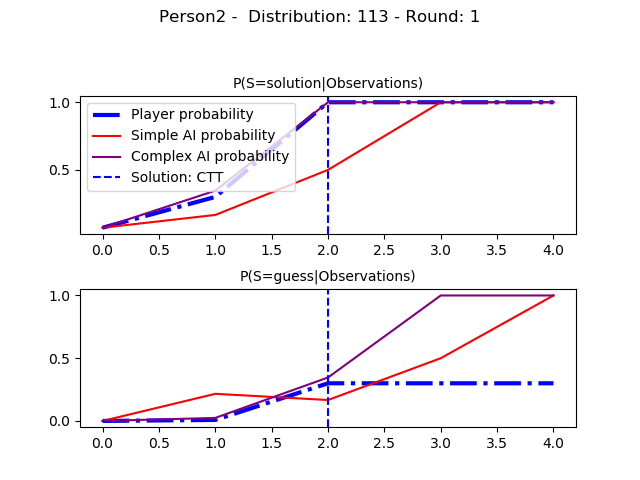 Person2 -  Distribution: 113 - Round: 1
P(S=solution|Observations)
1.0
0.5
Player probability
Simple AI probability
Complex AI probability
Solution: CTT
0.0 0.5 1.0 1.5 2.0 2.5 3.0 3.5 4.0
P(S=guess|Observations)
1.0
0.5
0.0
0.0 0.5 1.0 1.5 2.0 2.5 3.0 3.5 4.0